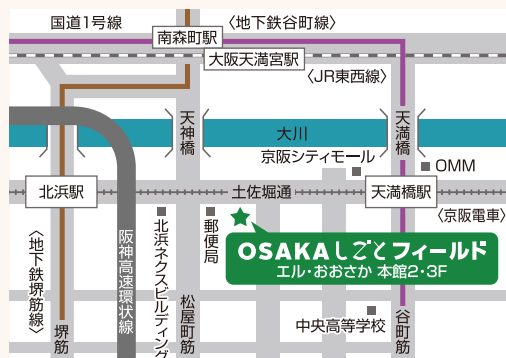 国道1号線
〈地下鉄谷町線〉
南森町駅
大阪天満宮駅
〈JR東西線〉
天神橋
大川
天満橋
京阪シティモール
OMM
北浜駅
土佐堀通
天満橋駅
〈京阪電車〉
〈地下鉄堺筋線〉
阪神高速環状線
北浜ネクスビルディング
郵便局
OSAKAしごとフィールド
エル・おおさか 本館2・3F
堺筋
松屋町筋
中央高等学校
谷町筋